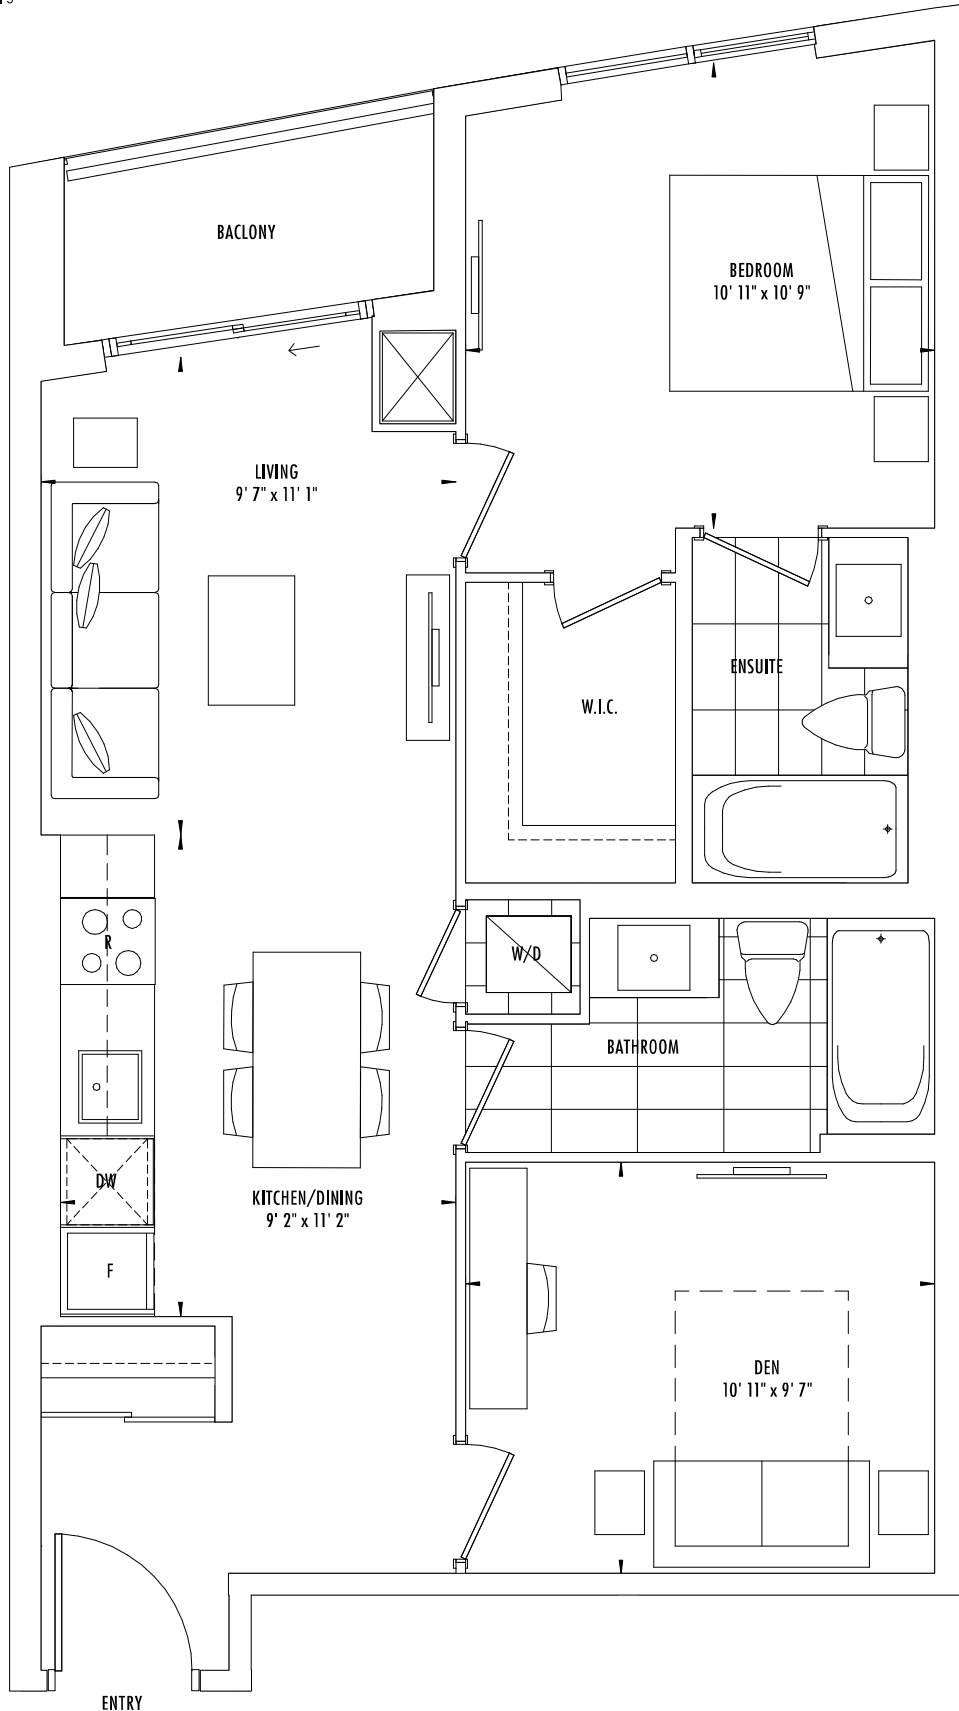 BACLONY
BEDROOM
10' 11" x 10' 9"
LIVING
9' 7" x 11' 1"
ENSUITE
W.I.C.
R
W/D
BATHROOM
DW
KITCHEN/DINING
9' 2" x 11' 2"
F
DEN
10' 11" x 9' 7"
ENTRY